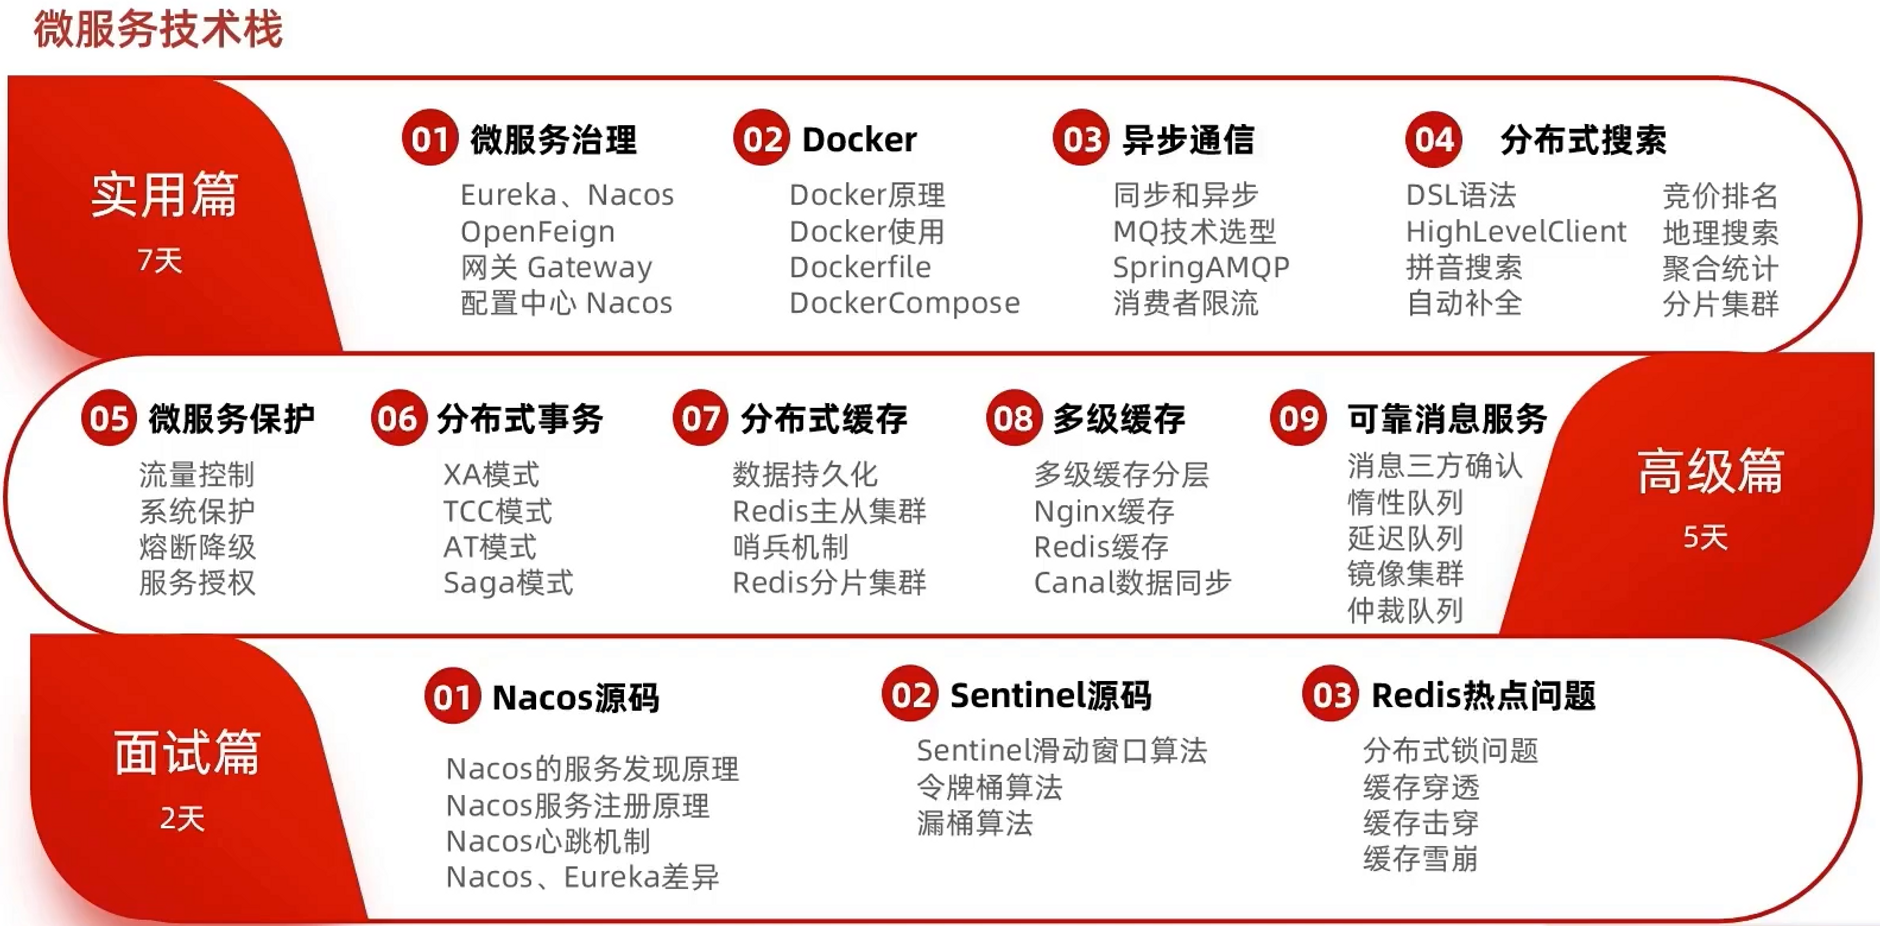 微服务技术栈
实用篇
7天
01 微服务治理
Eureka、Nacos
OpenFeign
网关 Gateway
配置中心 Nacos
02 Docker
Docker原理
Docker使用
Dockerfile
DockerCompose
03 异步通信
同步和异步
MQ技术选型
SpringAMQP
消费者限流
04 分布式搜索
DSL语法
HighLevelClient
拼音搜索
自动补全
竞价排名
地理搜索
聚合统计
分片集群
05 微服务保护
流量控制
系统保护
熔断降级
服务授权
06 分布式事务
XA模式
TCC模式
AT模式
Saga模式
07 分布式缓存
数据持久化
Redis主从集群
哨兵机制
Redis分片集群
08 多级缓存
多级缓存分层
Nginx缓存
Redis缓存
Canal数据同步
09 可靠消息服务
消息三方确认
惰性队列
延迟队列
镜像集群
仲裁队列
高级篇
5天
面试篇
2天
01 Nacos源码
Nacos的服务发现原理
Nacos服务注册原理
Nacos心跳机制
Nacos、Eureka差异
02 Sentinel源码
Sentinel滑动窗口算法
令牌桶算法
漏桶算法
03 Redis热点问题
分布式锁问题
缓存穿透
缓存击穿
缓存雪崩